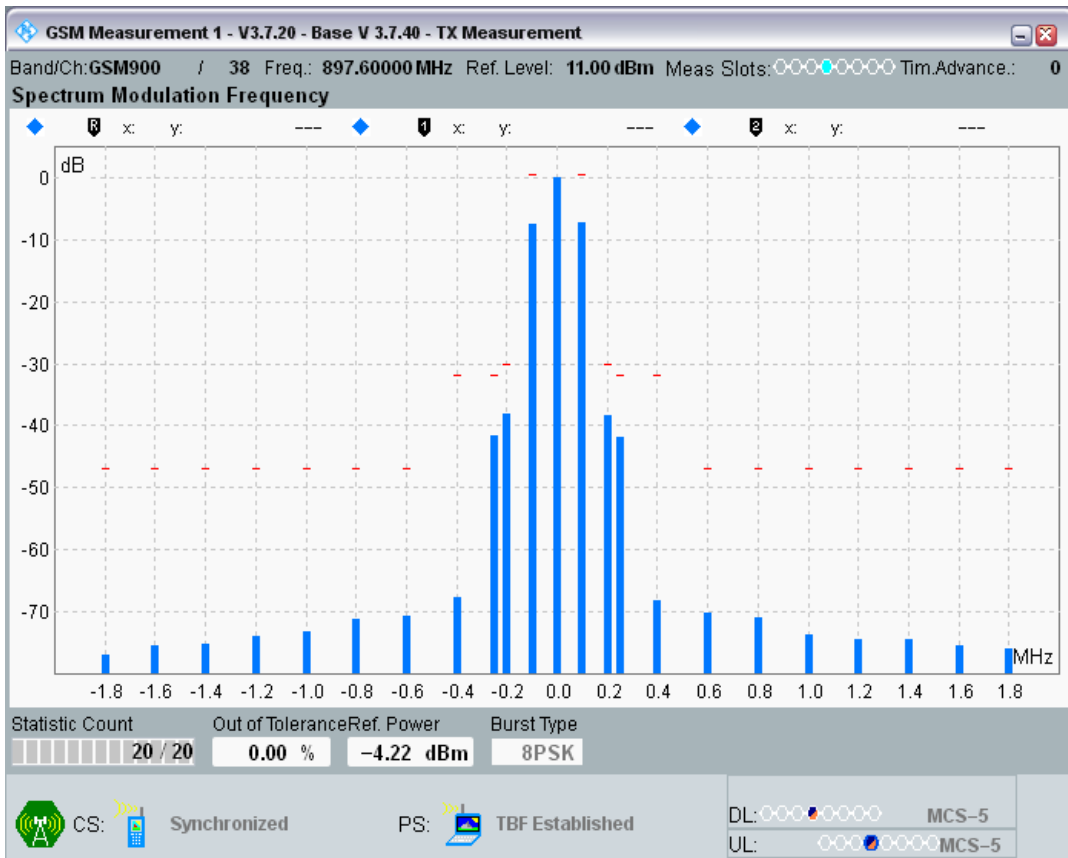 GSM Measurement 1 - V3.7.20 - Base V 3.7.40 - TX Measurement
Band/Ch:GSM900 / 38 Freq.: 897.60000 MHz Ref. Level: 11.00 dBm Meas Slots: Tim.Advance.: 0
Spectrum Modulation Frequency
R x: y: --- 1 x: y: --- 2 x: y: ---
dB
0
-10
-20
-30
-40
-50
-60
-70
MHz
-1.8 -1.6 -1.4 -1.2 -1.0 -0.8 -0.6 -0.4 -0.2 0.0 0.2 0.4 0.6 0.8 1.0 1.2 1.4 1.6 1.8
Statistic Count Out of Tolerance Ref. Power Burst Type
20 / 20 0.00 % -4.22 dBm 8PSK
CS: Synchronized PS: TBF Established
DL: MCS-5
UL: MCS-5